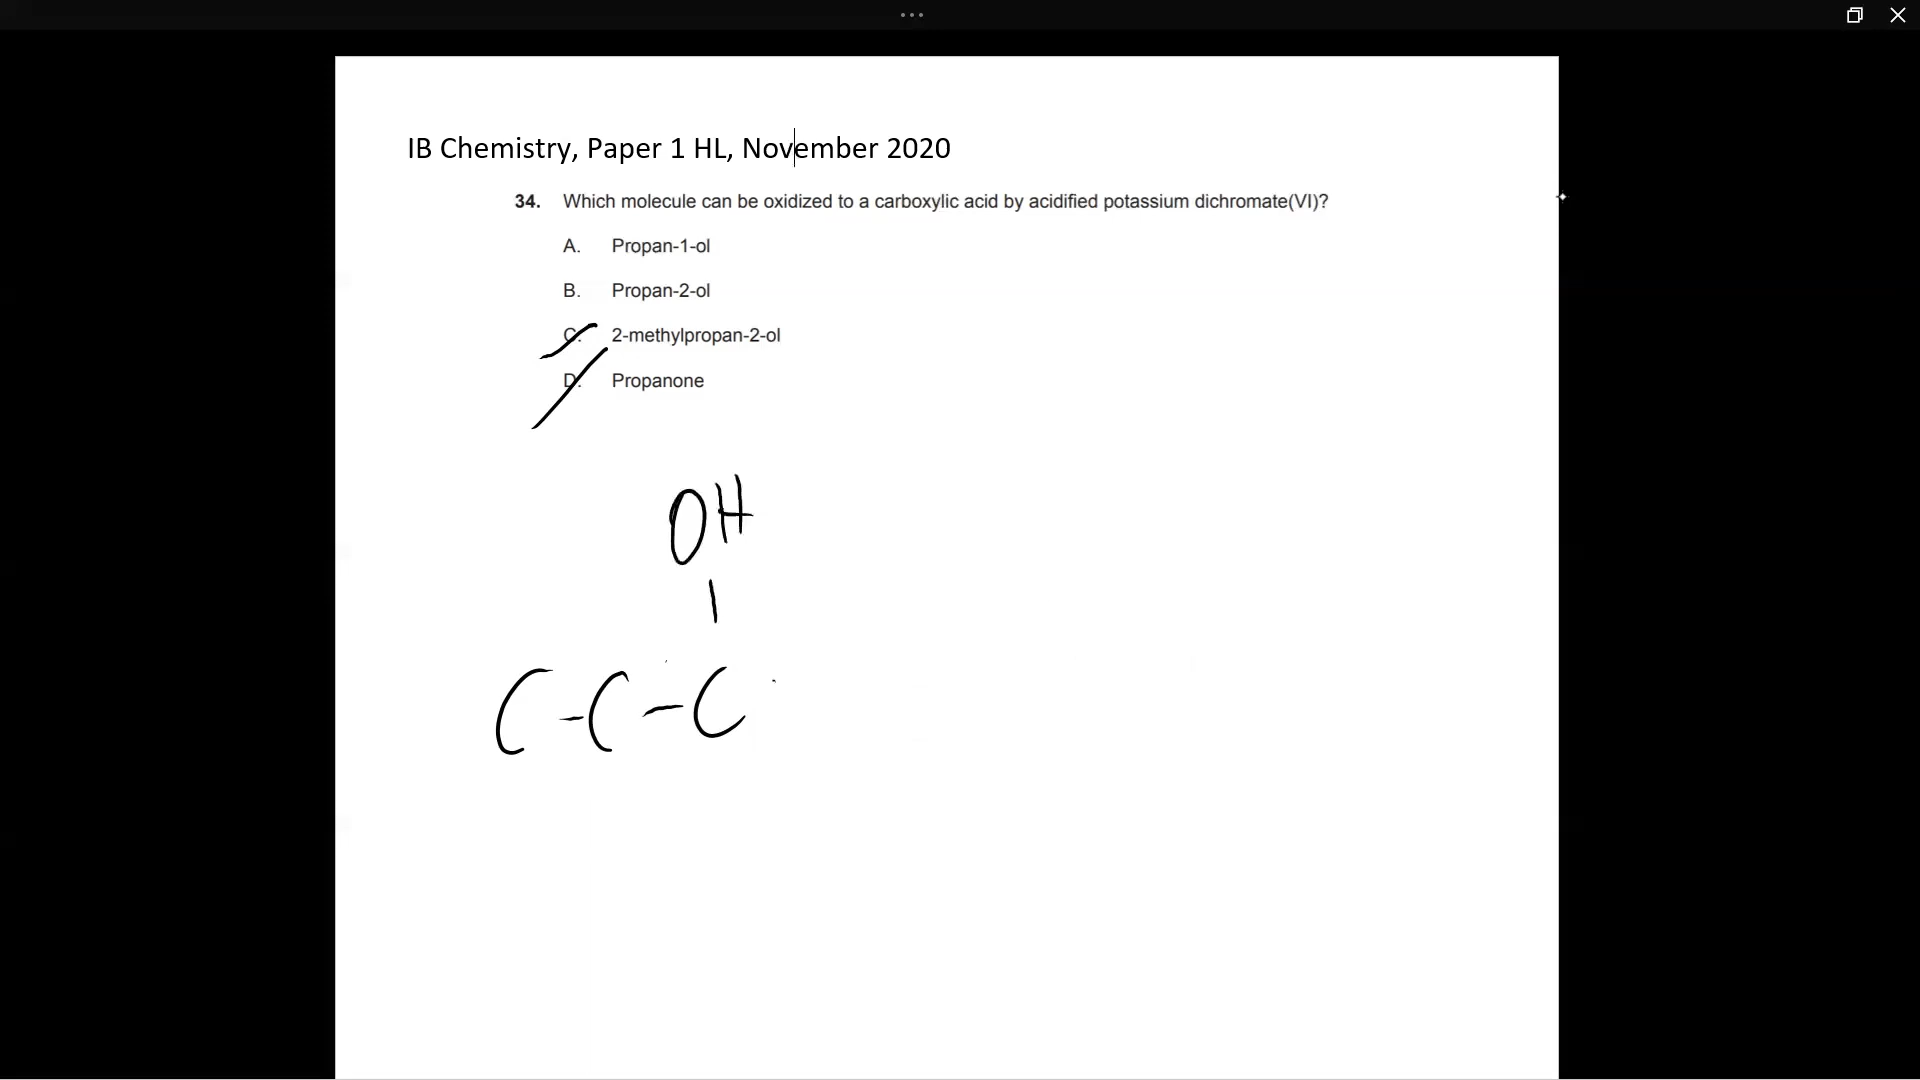 IB Chemistry, Paper 1 HL, November 2020
34. Which molecule can be oxidized to a carboxylic acid by acidified potassium dichromate(VI)?
A. Propan-1-ol
B. Propan-2-ol
C. 2-methylpropan-2-ol
D. Propanone
OH
C-C-C